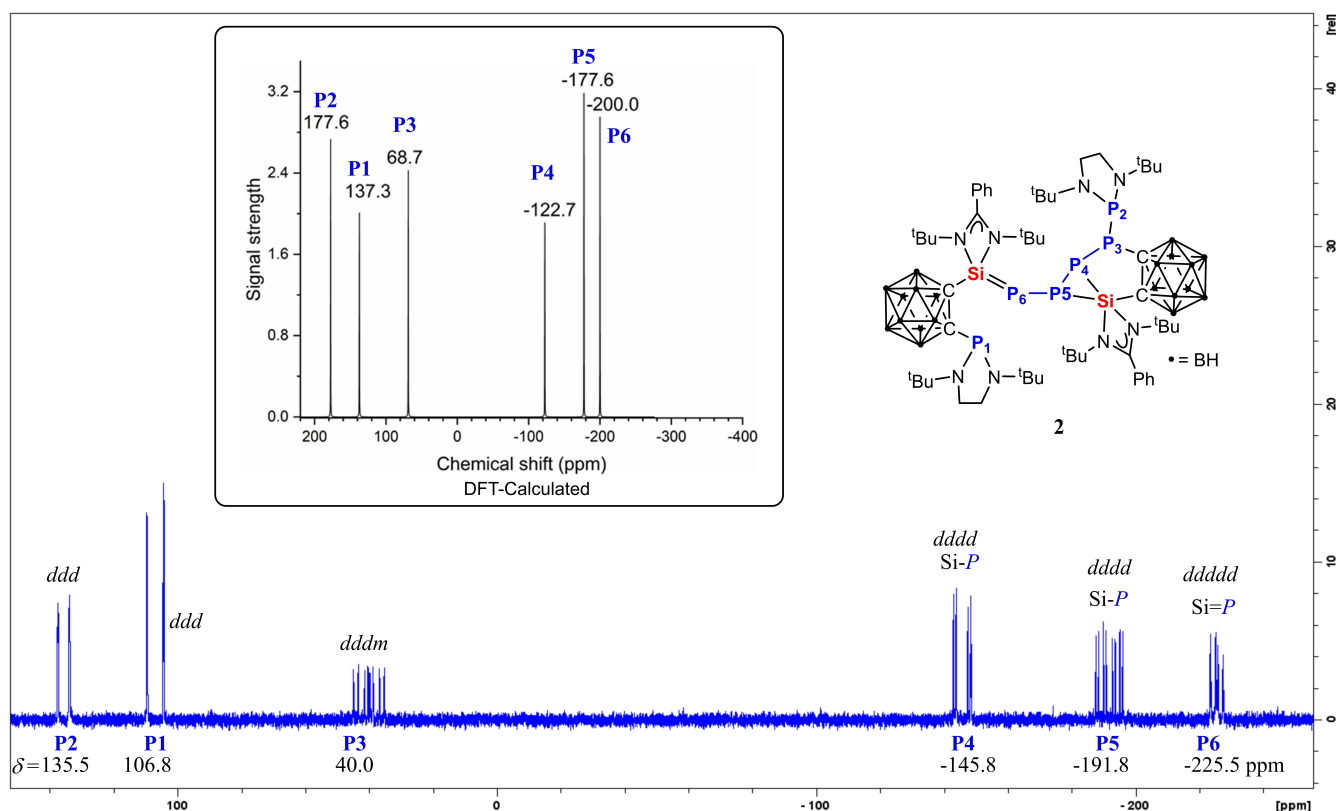 [rel]
40
30
20
10
0
P5
-177.6
P2
177.6
P3
68.7
-200.0
P6
P1
137.3
P4
-122.7
3.2
2.4
1.6
0.8
0.0
Signal strength
200 100 0 -100 -200 -300 -400
Chemical shift (ppm)
DFT-Calculated
tBu
N N
tBu
P2
Ph
tBu N N tBu
P3
C
P4
Si
P6 P5
Si C
C
C
P1
N N tBu
tBu N N tBu
tBu
Ph
• = BH
2
ddd
ddd
dddm
dddd
Si-P
dddd
Si-P
ddddd
Si=P
P2 P1 P3 P4 P5 P6
δ =135.5 106.8 40.0 -145.8 -191.8 -225.5 ppm
100 0 -100 -200 [ppm]